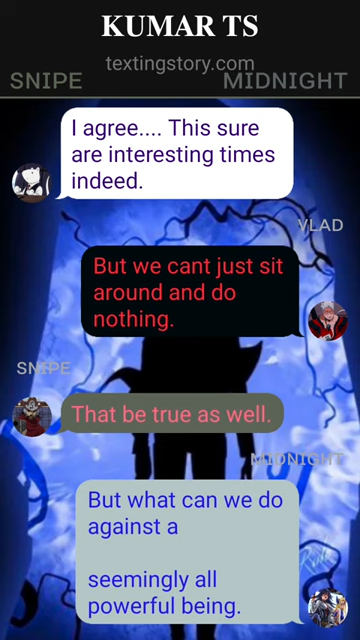 KUMAR TS
textingstory.com
SNIPE MIDNIGHT
I agree.... This sure
are interesting times
indeed.
VLAD
But we cant just sit
around and do
nothing.
SNIPE
That be true as well.
MIDNIGHT
But what can we do
against a
seemingly all
powerful being.